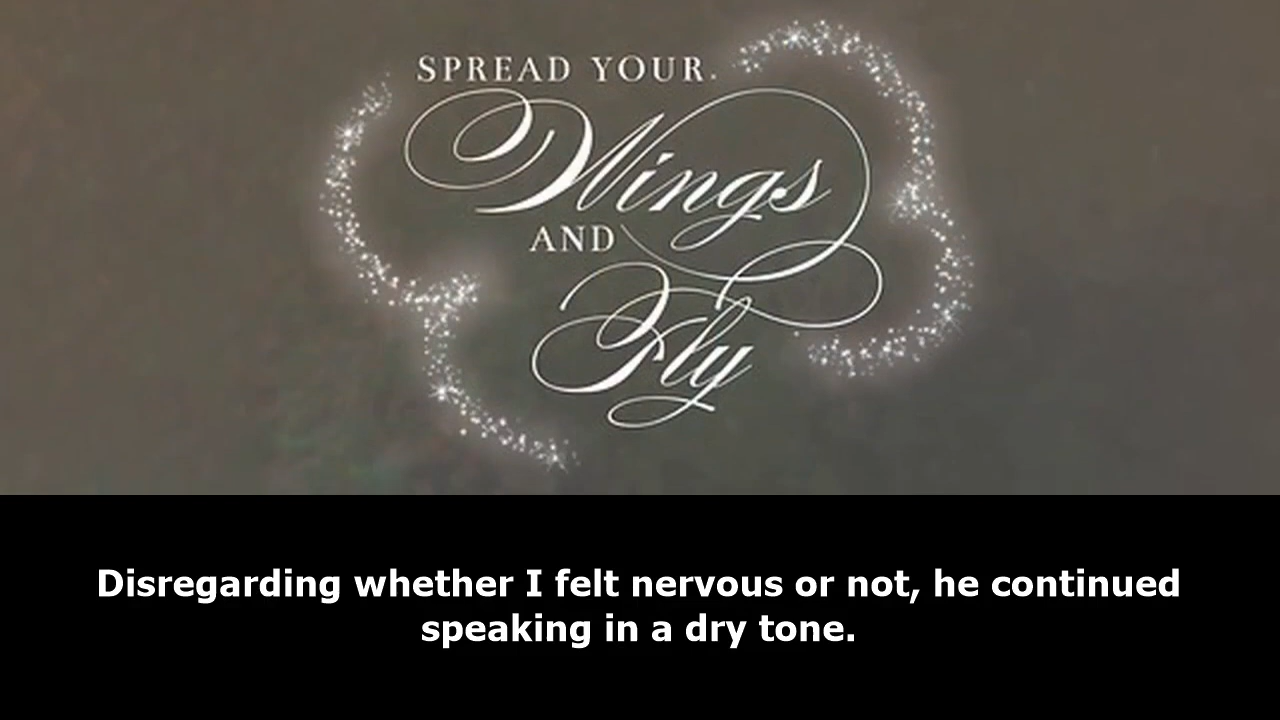 SPREAD YOUR
Wings
AND
Fly
Disregarding whether I felt nervous or not, he continued
speaking in a dry tone.